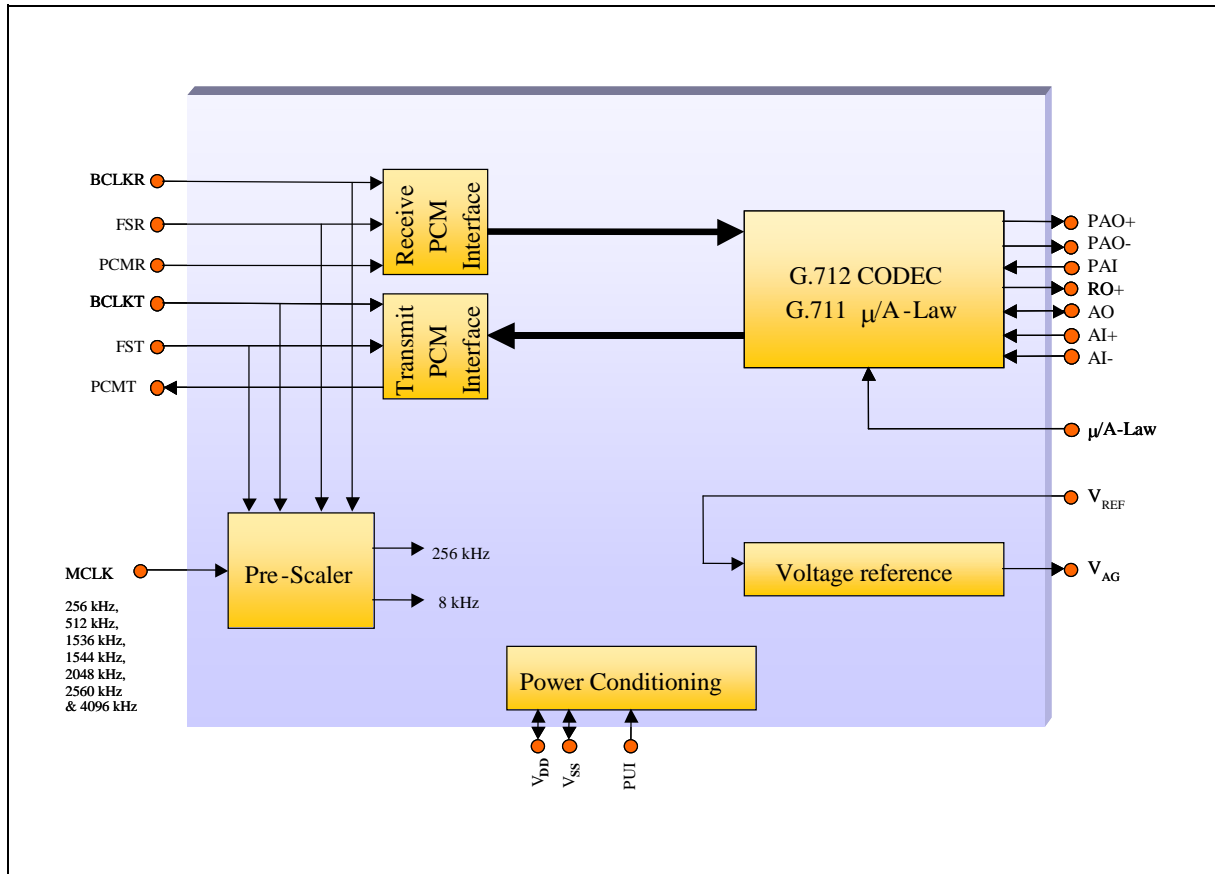 BCLKR
FSR
PCMR
BCLKT
FST
PCMT
Receive
PCM
Interface
Transmit
PCM
Interface
G.712 CODEC
G.711 μ/A-Law
PAO+
PAO-
PAI
RO+
AO
AI+
AI-
μ/A-Law
VREF
Voltage reference
VAG
MCLK
256 kHz,
512 kHz,
1536 kHz,
1544 kHz,
2048 kHz,
2560 kHz
& 4096 kHz
Pre-Scaler
256 kHz
8 kHz
Power Conditioning
VDD
VSS
PUI